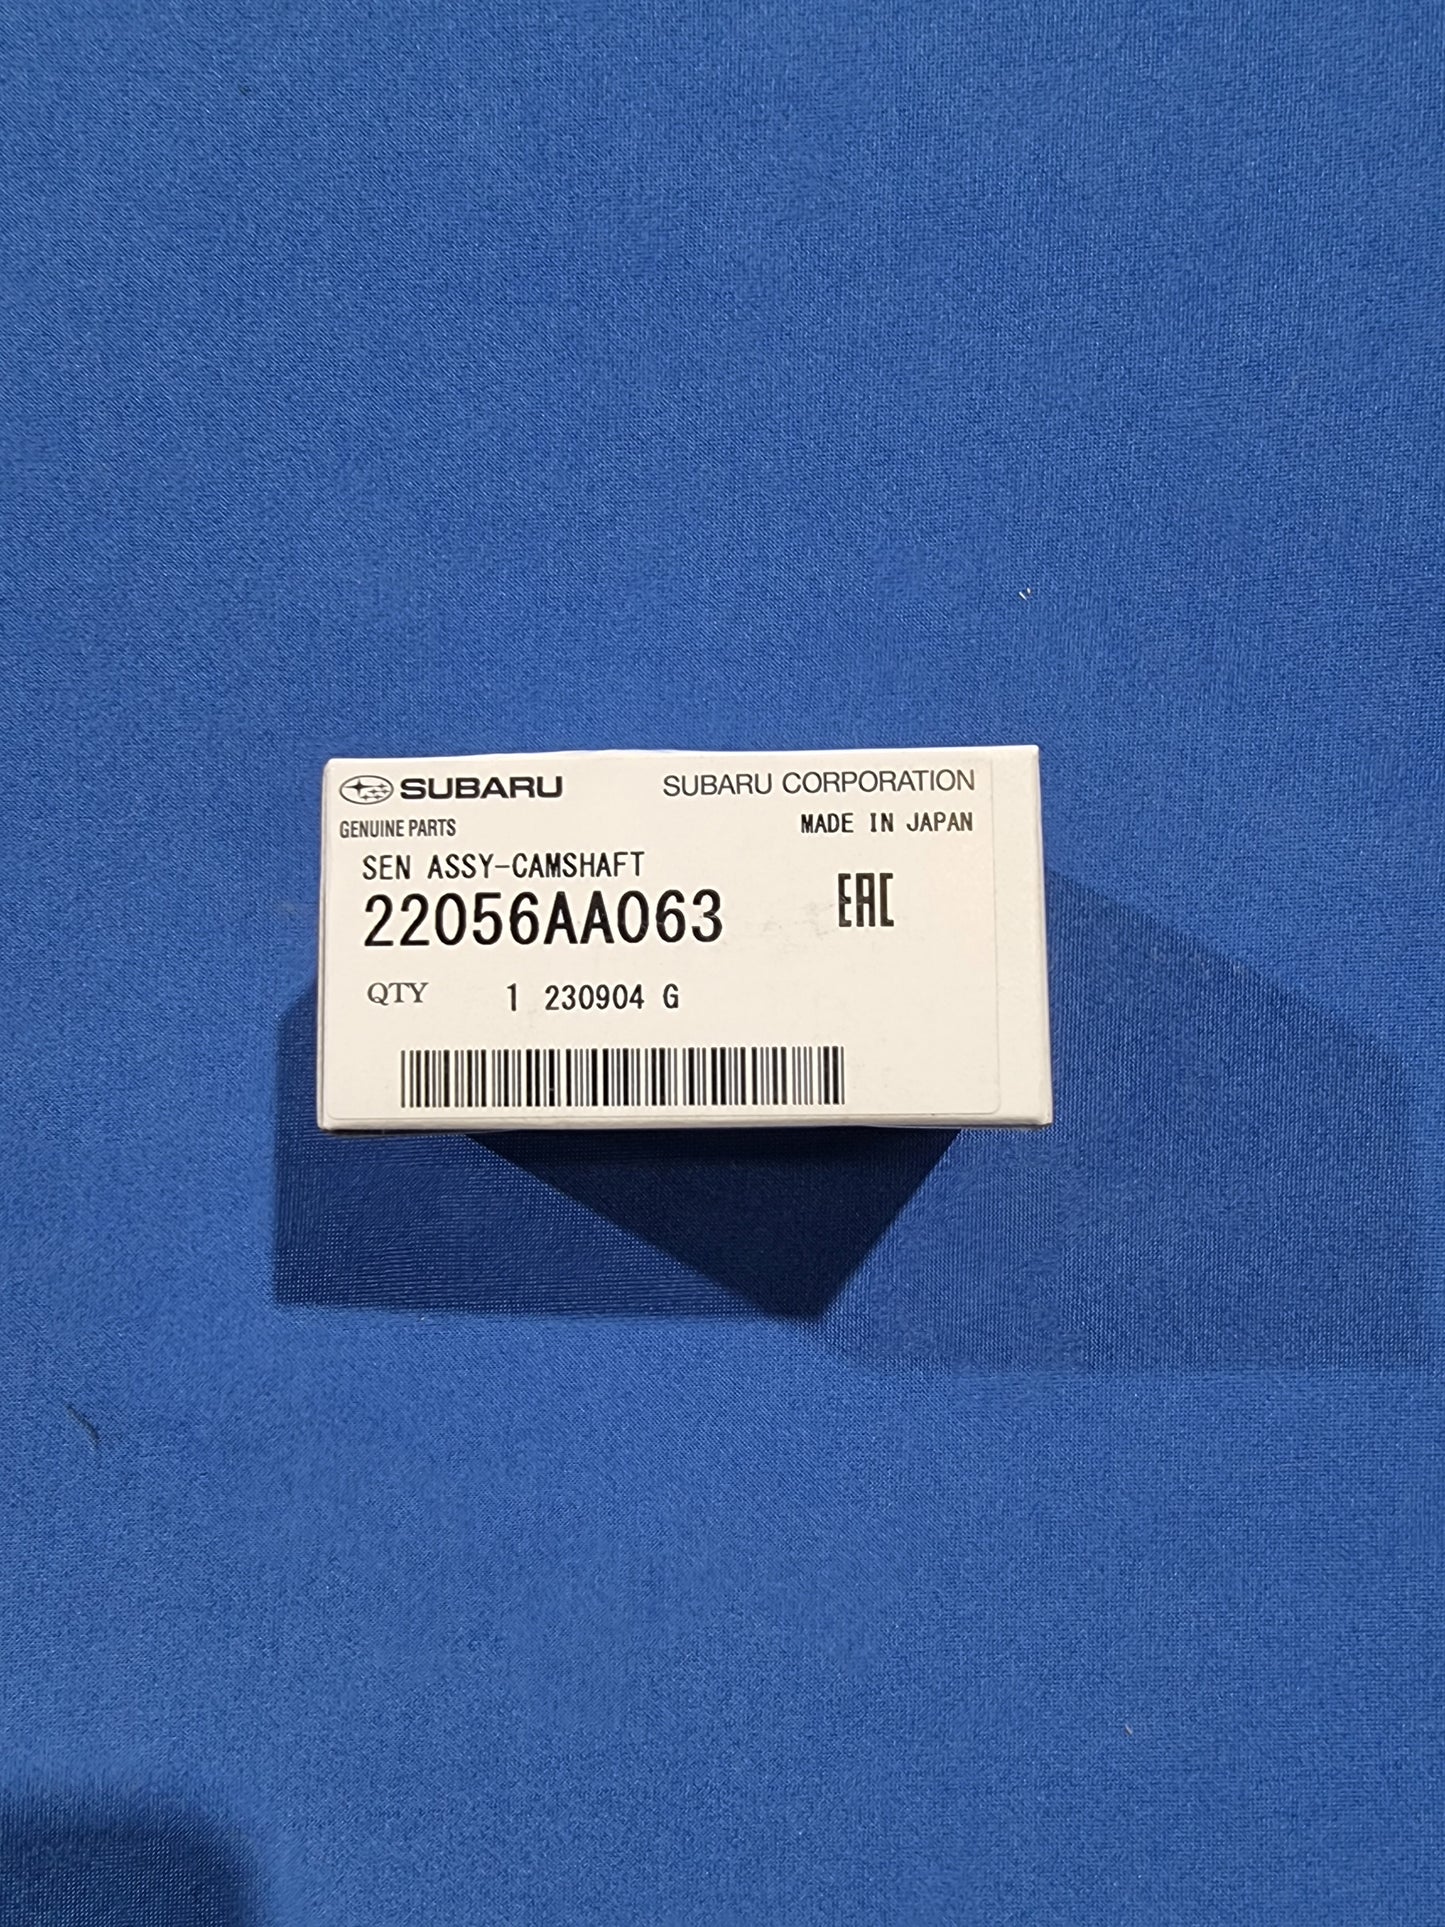 SUBARU SUBARU CORPORATION
GENUINE PARTS MADE IN JAPAN
SEN ASSY-CAMSHAFT
22056AA063 EAC
QTY 1 230904 G